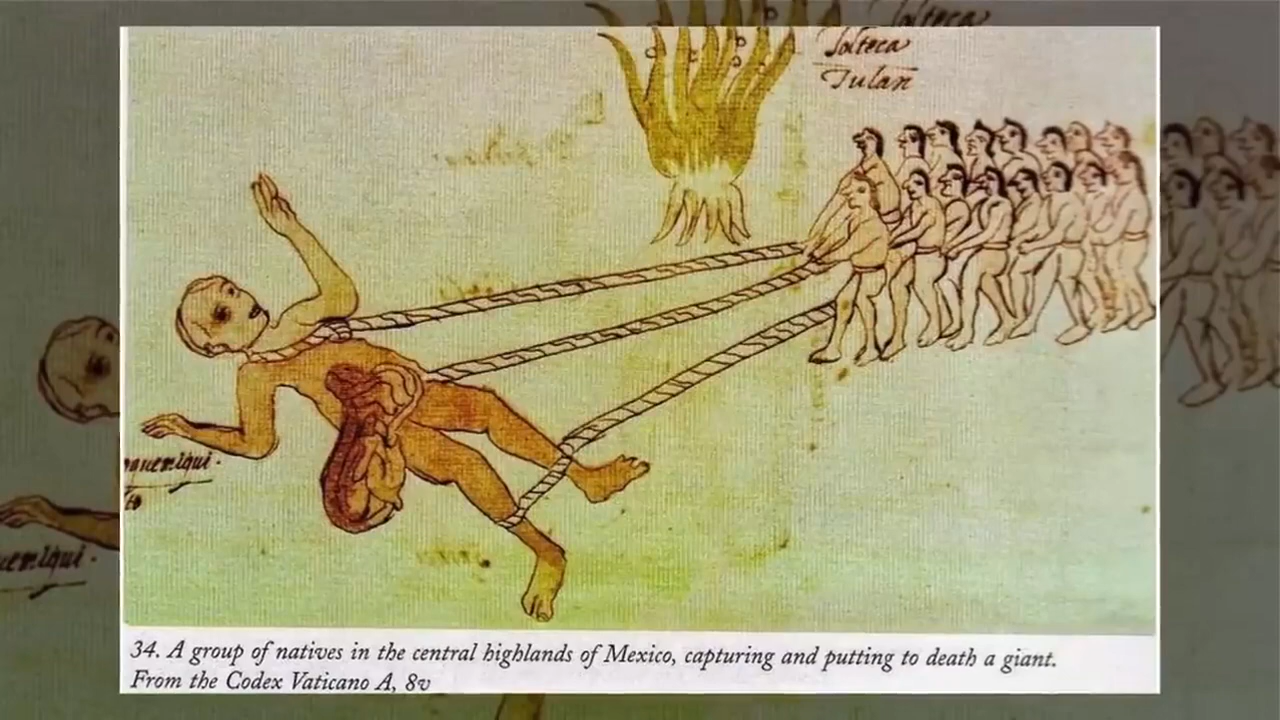 Tolteca
Tolteca
Tulan
34. A group of natives in the central highlands of Mexico, capturing and putting to death a giant.
From the Codex Vaticano A, 8v